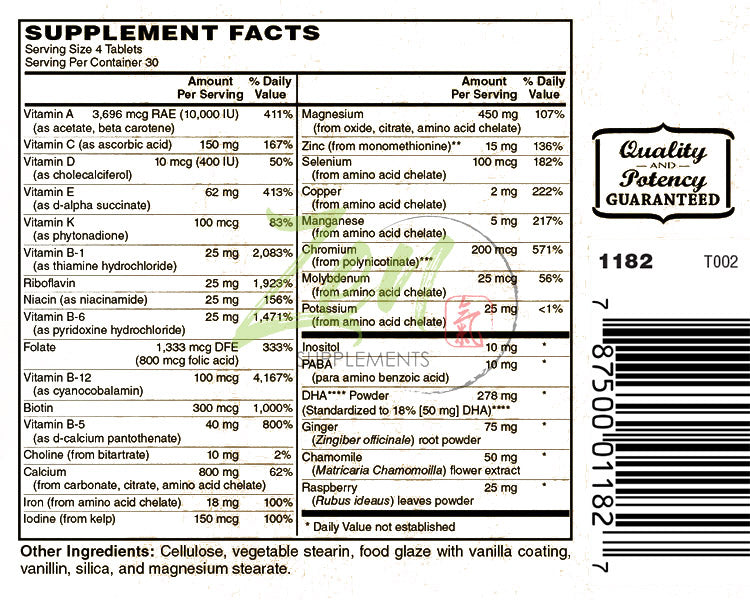 SUPPLEMENT FACTS
Serving Size 4 Tablets
Serving Per Container 30
Amount Per Serving % Daily Value
Vitamin A 3,696 mcg RAE (10,000 IU) 411%
(as acetate, beta carotene)
Vitamin C (as ascorbic acid) 150 mg 167%
Vitamin D 10 mcg (400 IU) 50%
(as cholecalciferol)
Vitamin E 62 mg 413%
(as d-alpha succinate)
Vitamin K 100 mcg 83%
(as phytonadione)
Vitamin B-1 25 mg 2,083%
(as thiamine hydrochloride)
Riboflavin 25 mg 1,923%
Niacin (as niacinamide) 25 mg 156%
Vitamin B-6 25 mg 1,471%
(as pyridoxine hydrochloride)
Folate 1,333 mcg DFE 333%
(800 mcg folic acid)
Vitamin B-12 100 mcg 4,167%
(as cyanocobalamin)
Biotin 300 mcg 1,000%
Vitamin B-5 40 mg 800%
(as d-calcium pantothenate)
Choline (from bitartrate) 10 mg 2%
Calcium 800 mg 62%
(from carbonate, citrate, amino acid chelate)
Iron (from amino acid chelate) 18 mg 100%
Iodine (from kelp) 150 mcg 100%
Amount Per Serving % Daily Value
Magnesium 450 mg 107%
(from oxide, citrate, amino acid chelate)
Zinc (from monomethionine)** 15 mg 136%
Selenium 100 mcg 182%
(from amino acid chelate)
Copper 2 mg 222%
(from amino acid chelate)
Manganese 5 mg 217%
(from amino acid chelate)
Chromium 200 mcg 571%
(from polynicotinate)***
Molybdenum 25 mcg 56%
(from amino acid chelate)
Potassium 25 mg <1%
(from amino acid chelate)
Inositol 10 mg *
PABA 10 mg *
(para amino benzoic acid)
DHA**** Powder 278 mg *
(Standardized to 18% [50 mg] DHA)****
Ginger 75 mg *
(Zingiber officinale) root powder
Chamomile 50 mg *
(Matricaria Chamomoilla) flower extract
Raspberry 25 mg *
(Rubus ideaus) leaves powder
* Daily Value not established
Other Ingredients: Cellulose, vegetable stearin, food glaze with vanilla coating,
vanillin, silica, and magnesium stearate.
Zen
氣
SUPPLEMENTS
Quality
AND
Potency
GUARANTEED
1182 T002
7 87500 01182 7